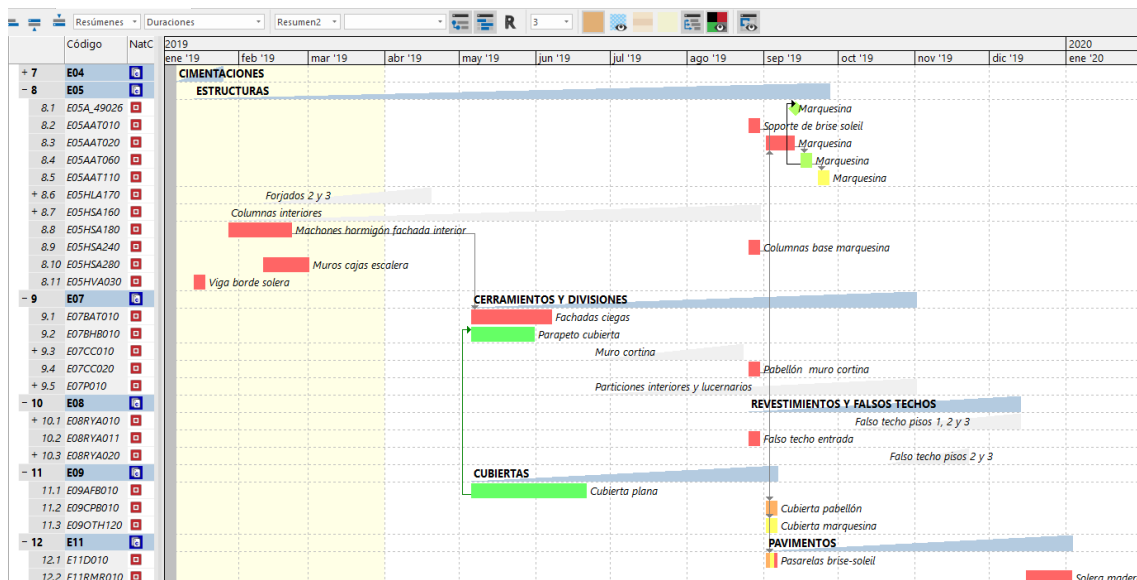 Resúmenes Duraciones Resumen2 R 3
Código NatC 2019 2020
ene '19 feb '19 mar '19 abr '19 may '19 jun '19 jul '19 ago '19 sep '19 oct '19 nov '19 dic '19 ene '20
+ 7 E04 CIMENTACIONES
− 8 E05 ESTRUCTURAS
8.1 E05A_49026 Marquesina
8.2 E05AAT010 Soporte de brise soleil
8.3 E05AAT020 Marquesina
8.4 E05AAT060 Marquesina
8.5 E05AAT110 Marquesina
+ 8.6 E05HLA170 Forjados 2 y 3
+ 8.7 E05HSA160 Columnas interiores
8.8 E05HSA180 Machones hormigón fachada interior
8.9 E05HSA240 Columnas base marquesina
8.10 E05HSA280 Muros cajas escalera
8.11 E05HVA030 Viga borde solera
− 9 E07 CERRAMIENTOS Y DIVISIONES
9.1 E07BAT010 Fachadas ciegas
9.2 E07BHB010 Parapeto cubierta
+ 9.3 E07CC010 Muro cortina
9.4 E07CC020 Pabellón muro cortina
+ 9.5 E07P010 Particiones interiores y lucernarios
− 10 E08 REVESTIMIENTOS Y FALSOS TECHOS
+ 10.1 E08RYA010 Falso techo pisos 1, 2 y 3
10.2 E08RYA011 Falso techo entrada
+ 10.3 E08RYA020 Falso techo pisos 2 y 3
− 11 E09 CUBIERTAS
11.1 E09AFB010 Cubierta plana
11.2 E09CPB010 Cubierta pabellón
11.3 E09OTH120 Cubierta marquesina
− 12 E11 PAVIMENTOS
12.1 E11D010 Pasarelas brise-soleil
12.2 E11RMR010 Solera mader